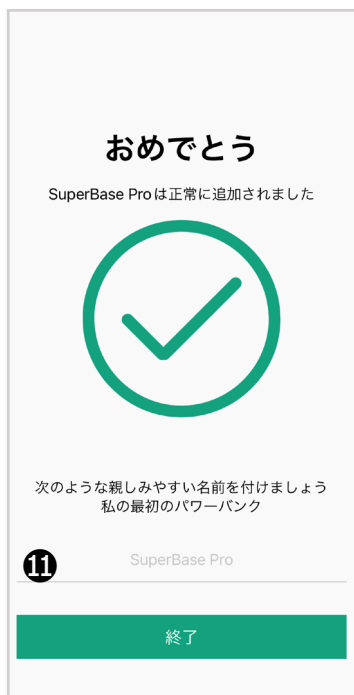 おめでとう
SuperBase Proは正常に追加されました
次のような親しみやすい名前を付けましょう
私の最初のパワーバンク
⓫ SuperBase Pro
終了